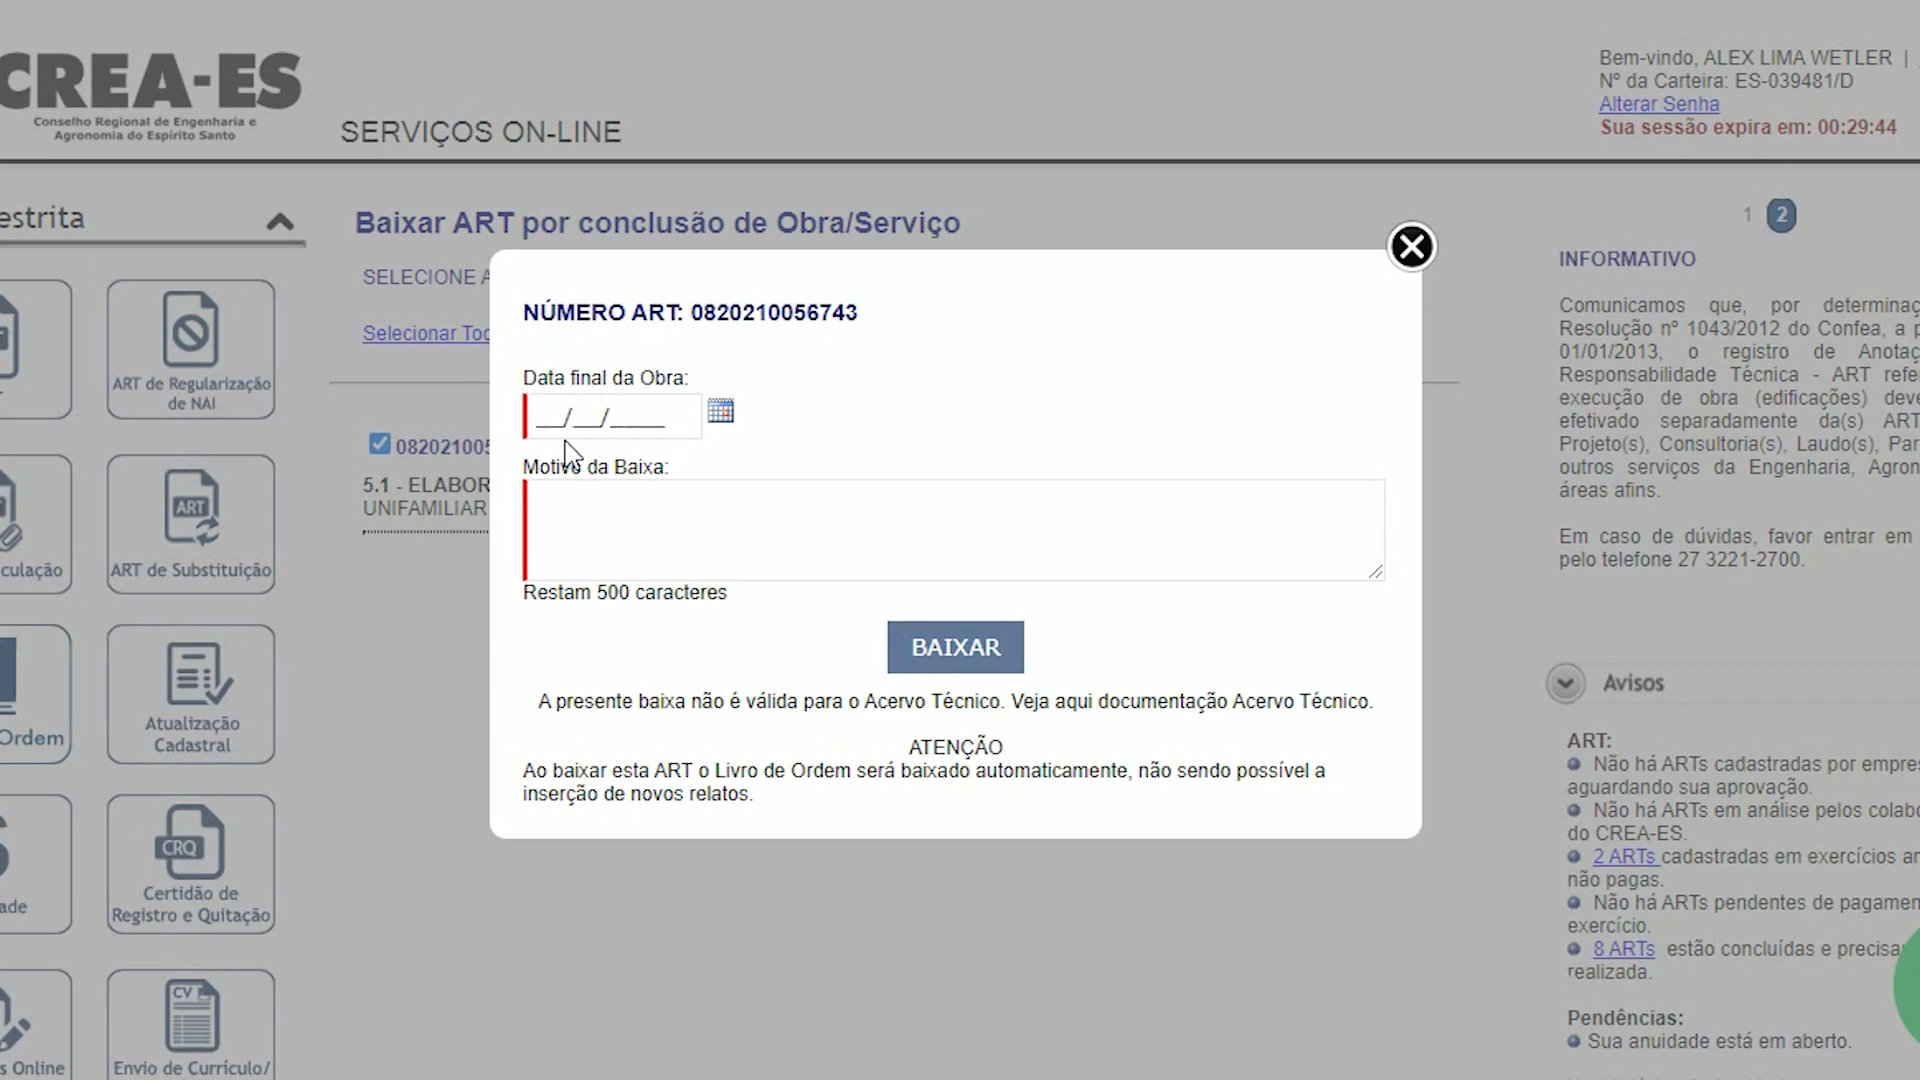 CREA-ES
Conselho Regional de Engenharia e
Agronomia do Espírito Santo
SERVIÇOS ON-LINE
Bem-vindo, ALEX LIMA WETLER |
Nº da Carteira: ES-039481/D
Alterar Senha
Sua sessão expira em: 00:29:44
estrita
ART de Regularização
de NAI
culação
ART
ART de Substituição
Ordem
Atualização
Cadastral
ade
CRQ
Certidão de
Registro e Quitação
s Online
CV
Envio de Currículo/
Baixar ART por conclusão de Obra/Serviço
SELECIONE A
Selecionar Toc
082021005
5.1 - ELABOR
UNIFAMILIAR
NÚMERO ART: 0820210056743
Data final da Obra:
__/__/____
Motivo da Baixa:
Restam 500 caracteres
BAIXAR
A presente baixa não é válida para o Acervo Técnico. Veja aqui documentação Acervo Técnico.
ATENÇÃO
Ao baixar esta ART o Livro de Ordem será baixado automaticamente, não sendo possível a
inserção de novos relatos.
1 2
INFORMATIVO
Comunicamos que, por determinaç
Resolução nº 1043/2012 do Confea, a p
01/01/2013, o registro de Anotaç
Responsabilidade Técnica - ART refer
execução de obra (edificações) deve
efetivado separadamente da(s) ART
Projeto(s), Consultoria(s), Laudo(s), Par
outros serviços da Engenharia, Agron
áreas afins.
Em caso de dúvidas, favor entrar em
pelo telefone 27 3221-2700.
Avisos
ART:
Não há ARTs cadastradas por empres
aguardando sua aprovação.
Não há ARTs em análise pelos colabo
do CREA-ES.
2 ARTs cadastradas em exercícios an
não pagas.
Não há ARTs pendentes de pagamen
exercício.
8 ARTs estão concluídas e precisa
realizada.
Pendências:
Sua anuidade está em aberto.